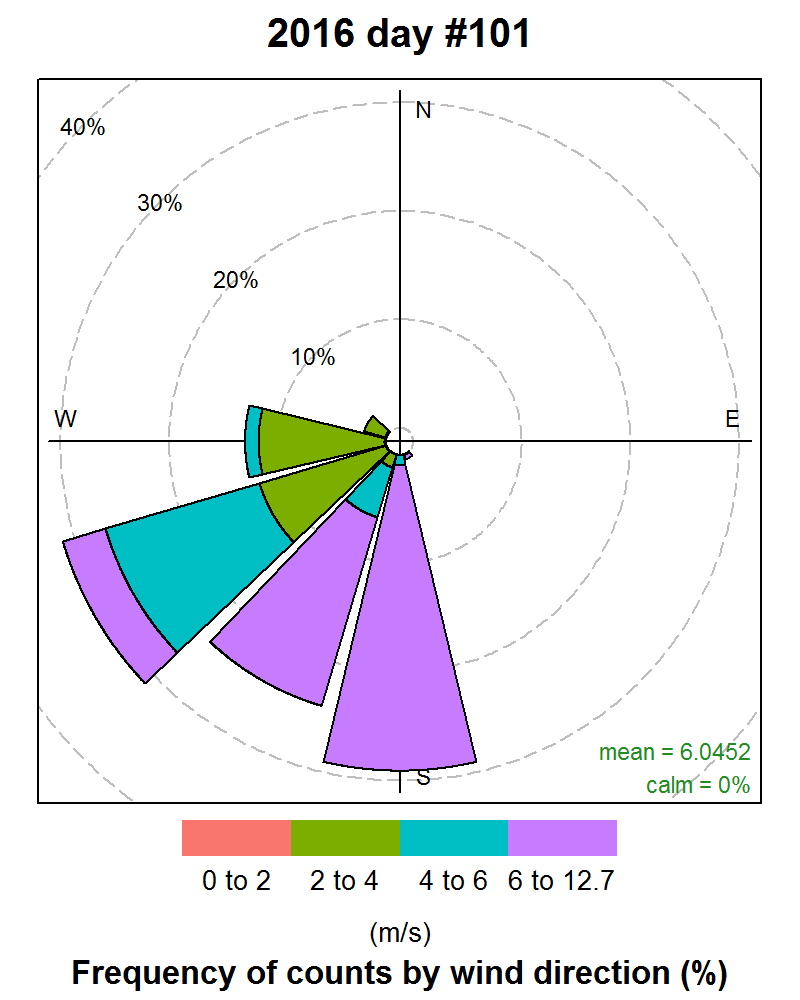 2016 day #101
N
40%
30%
20%
10%
W
E
S
mean = 6.0452
calm = 0%
0 to 2 2 to 4 4 to 6 6 to 12.7
(m/s)
Frequency of counts by wind direction (%)